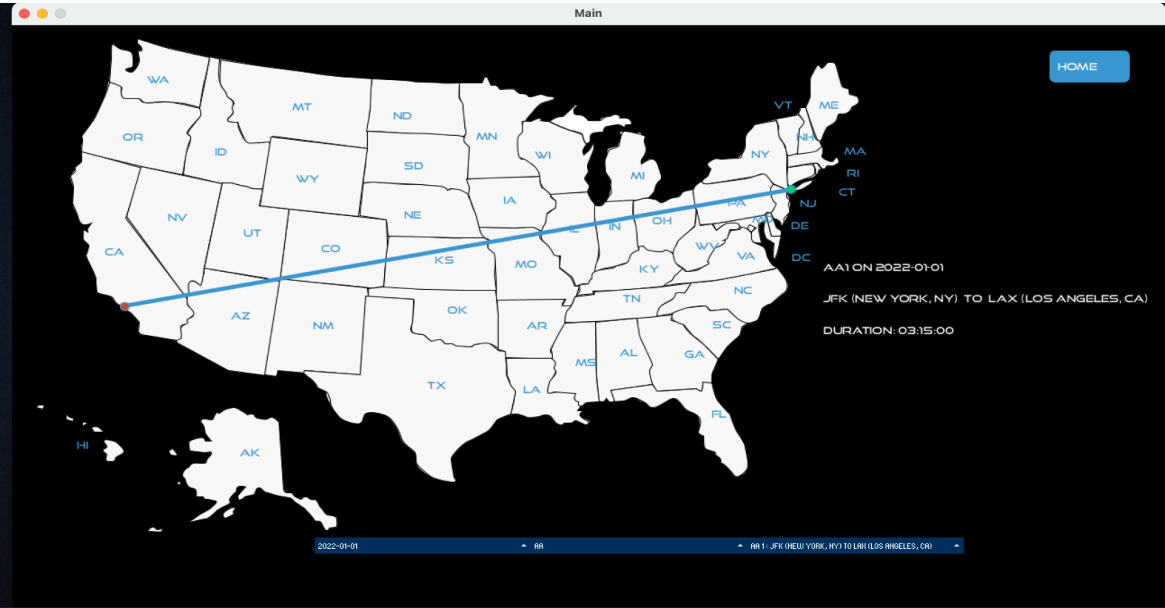 Main
HOME
WA
MT
ND
MN
VT
ME
OR
ID
SD
WI
MI
NY
NH
MA
RI
CT
WY
IA
NE
PA
NJ
NV
UT
CO
KS
MO
IL
IN
OH
WV
MD
DE
CA
VA
DC
KY
AZ
NM
OK
AR
TN
NC
SC
TX
LA
MS
AL
GA
FL
HI
AK
AA1 ON 2022-01-01
JFK (NEW YORK, NY) TO LAX (LOS ANGELES, CA)
DURATION: 03:15:00
2022-01-01 AA AA 1: JFK (NEW YORK, NY) TO LAX (LOS ANGELES, CA)